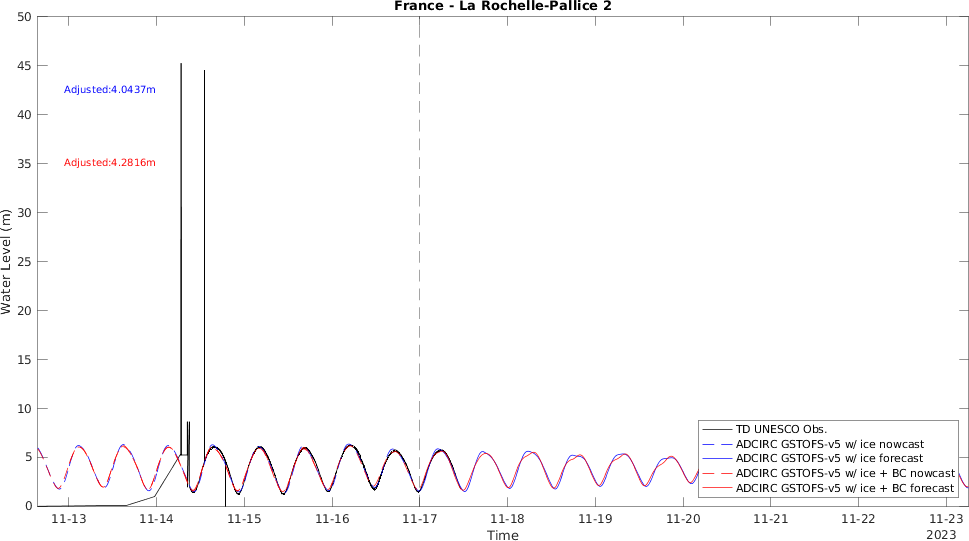 France - La Rochelle-Pallice 2
50
45
40
35
30
25
20
15
10
5
0
Water Level (m)
Adjusted:4.0437m
Adjusted:4.2816m
TD UNESCO Obs.
ADCIRC GSTOFS-v5 w/ ice nowcast
ADCIRC GSTOFS-v5 w/ ice forecast
ADCIRC GSTOFS-v5 w/ ice + BC nowcast
ADCIRC GSTOFS-v5 w/ ice + BC forecast
11-13 11-14 11-15 11-16 11-17 11-18 11-19 11-20 11-21 11-22 11-23
Time
2023